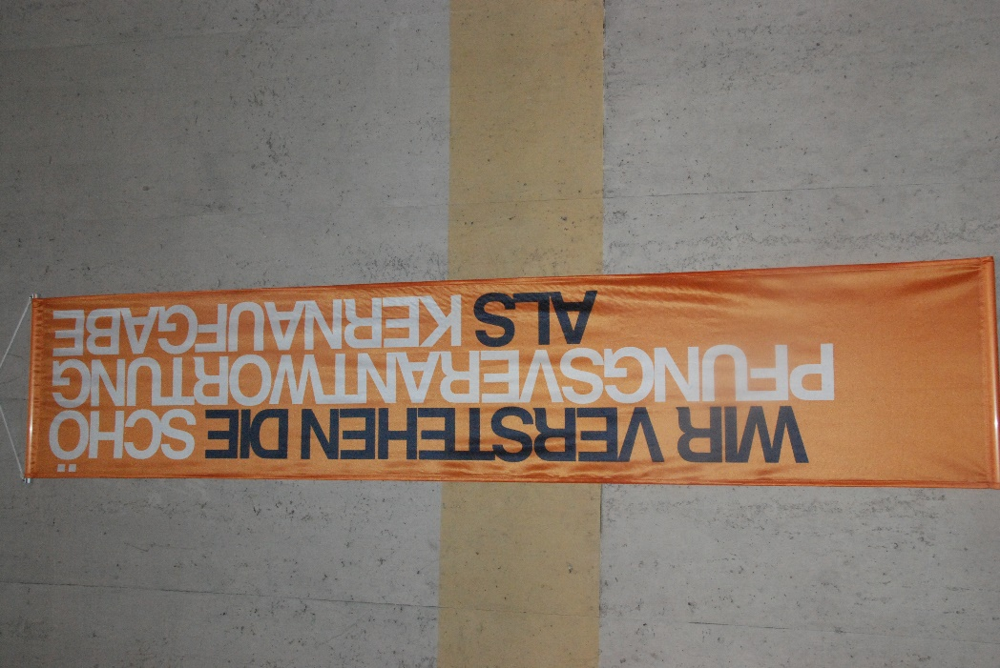 WIR VERSTEHEN DIE SCHÖ
PFUNGSVERANTWORTUNG
ALS KERNAUFGABE